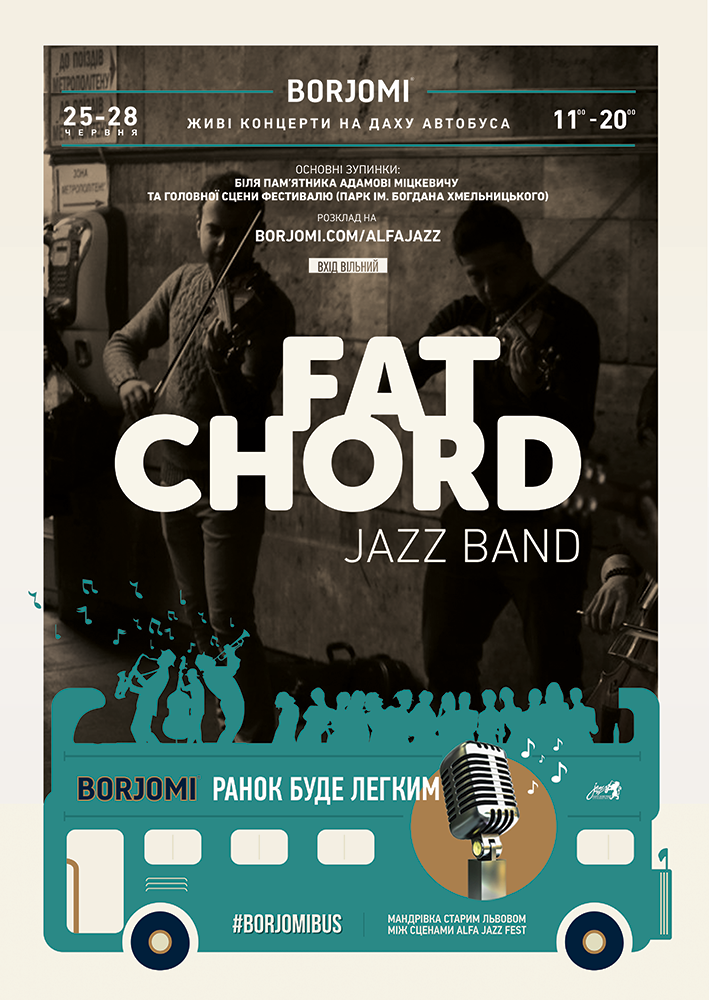 ДО ПОЇЗДІВ
МЕТРОПОЛІТЕНУ
ЗОНА
МЕТРОПОЛІТЕНУ
BORJOMI
25-28
ЧЕРВНЯ
ЖИВІ КОНЦЕРТИ НА ДАХУ АВТОБУСА
11⁰⁰-20⁰⁰
ОСНОВНІ ЗУПИНКИ:
БІЛЯ ПАМ'ЯТНИКА АДАМОВІ МІЦКЕВИЧУ
ТА ГОЛОВНОЇ СЦЕНИ ФЕСТИВАЛЮ (ПАРК ІМ. БОГДАНА ХМЕЛЬНИЦЬКОГО)
РОЗКЛАД НА
BORJOMI.COM/ALFAJAZZ
ВХІД ВІЛЬНИЙ
FAT
CHORD
JAZZ BAND
BORJOMI РАНОК БУДЕ ЛЕГКИМ
#BORJOMIBUS
МАНДРІВКА СТАРИМ ЛЬВОВОМ
МІЖ СЦЕНАМИ ALFA JAZZ FEST